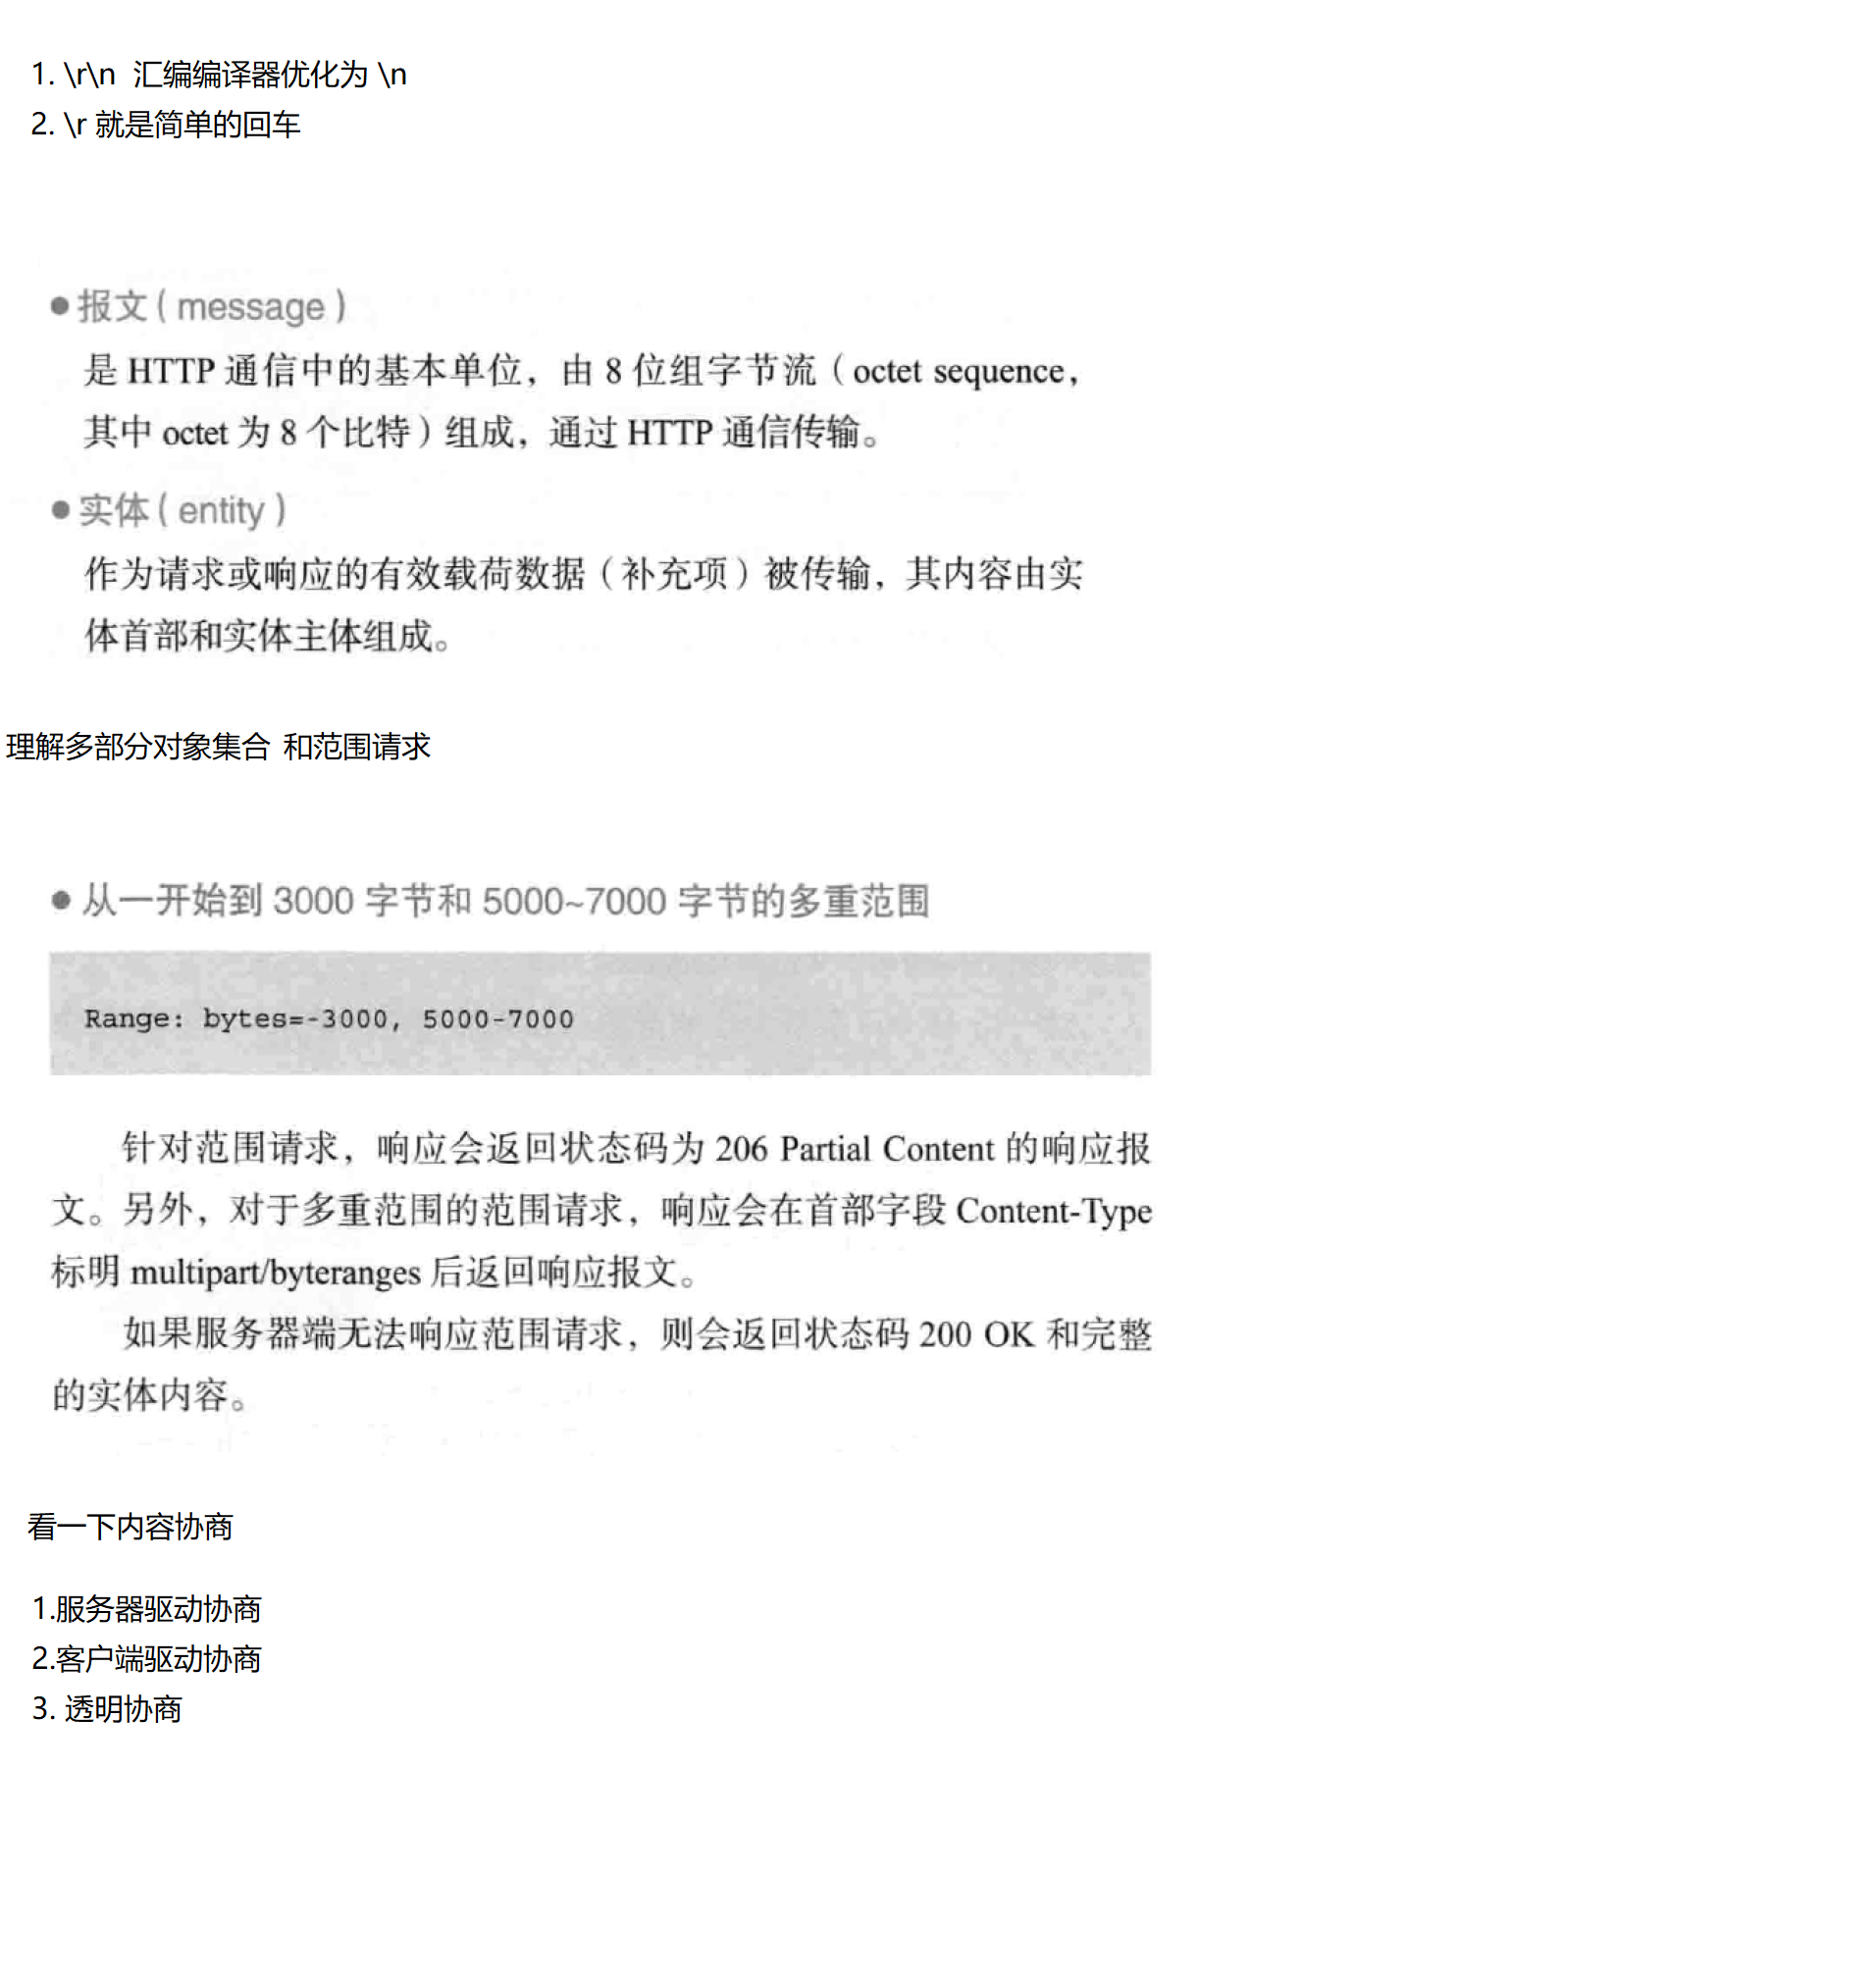 1. \r\n  汇编编译器优化为 \n
2. \r 就是简单的回车
●报文(message)
是 HTTP 通信中的基本单位，由 8 位组字节流（octet sequence，
其中 octet 为 8 个比特）组成，通过 HTTP 通信传输。
●实体(entity)
作为请求或响应的有效载荷数据（补充项）被传输，其内容由实
体首部和实体主体组成。
理解多部分对象集合 和范围请求
●从一开始到 3000 字节和 5000~7000 字节的多重范围
Range: bytes=-3000, 5000-7000
针对范围请求，响应会返回状态码为 206 Partial Content 的响应报
文。另外，对于多重范围的范围请求，响应会在首部字段 Content-Type
标明 multipart/byteranges 后返回响应报文。
如果服务器端无法响应范围请求，则会返回状态码 200 OK 和完整
的实体内容。
看一下内容协商
1.服务器驱动协商
2.客户端驱动协商
3. 透明协商